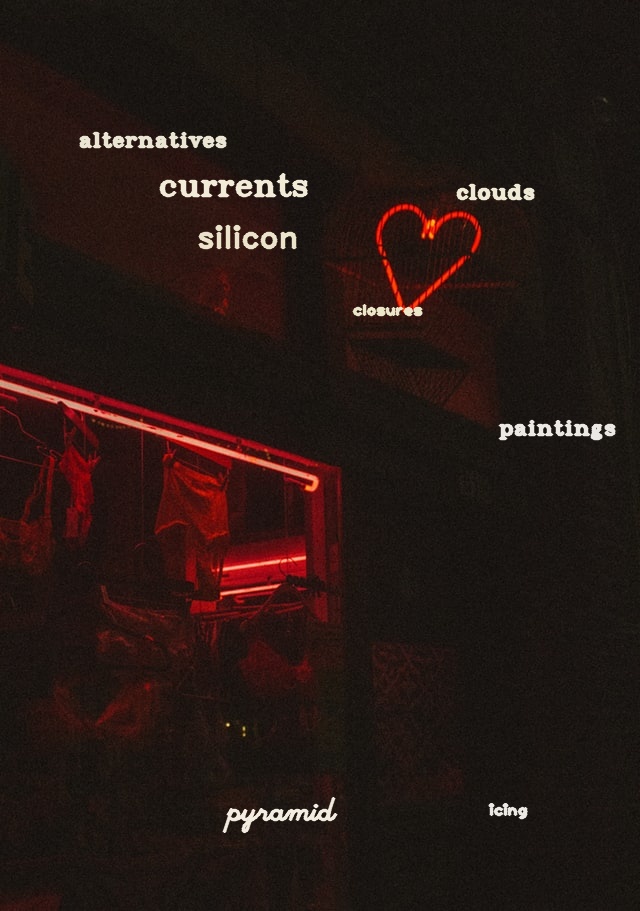 alternatives
currents
clouds
silicon
closures
paintings
pyramid
icing